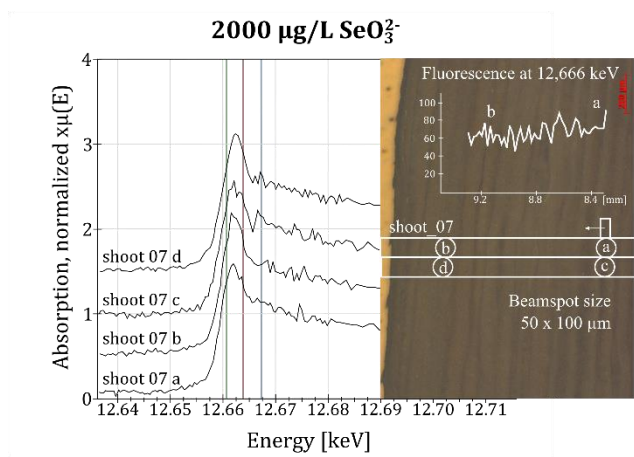 2000 µg/L SeO₃²⁻
Absorption, normalized xμ(E)
4
3
2
1
0
shoot 07 d
shoot 07 c
shoot 07 b
shoot 07 a
12.64
12.65
12.66
12.67
12.68
12.69
12.70
12.71
Energy [keV]
Fluorescence at 12,666 keV
100
80
60
40
20
b
a
9.2
8.8
8.4
[mm]
shoot_07
b
a
d
c
Beamspot size
50 x 100 µm